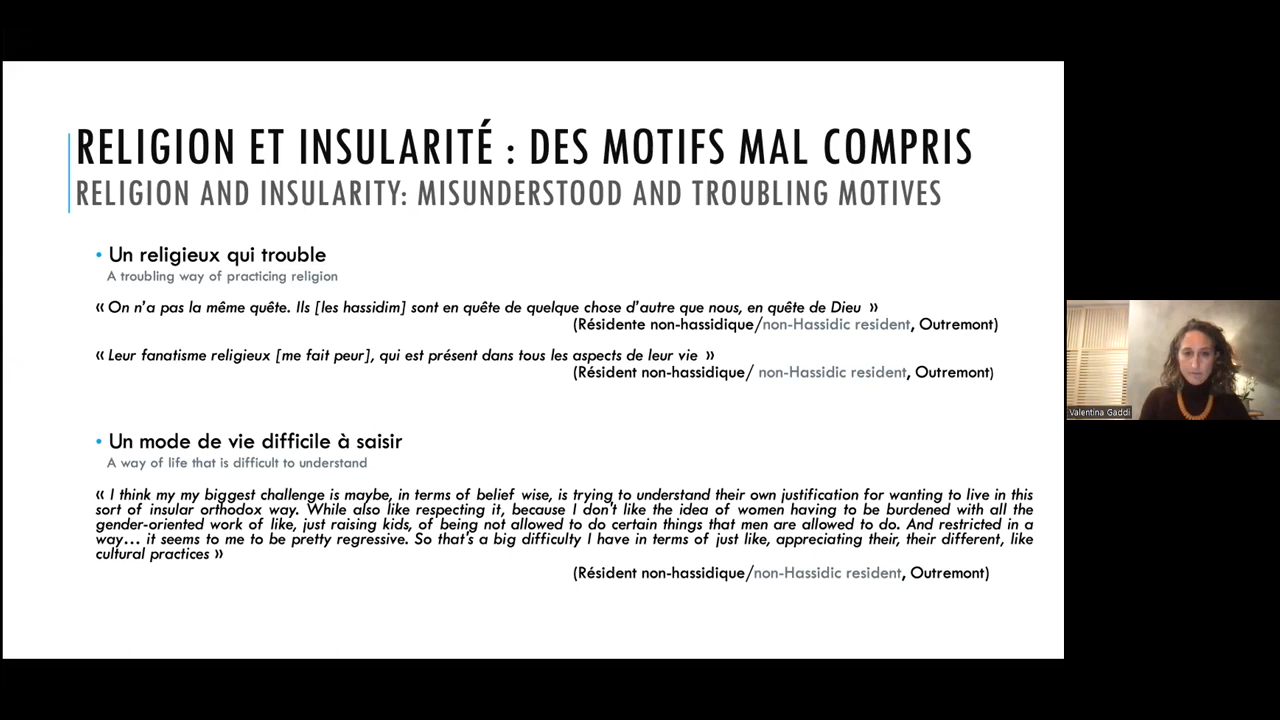 RELIGION ET INSULARITÉ : DES MOTIFS MAL COMPRIS
RELIGION AND INSULARITY: MISUNDERSTOOD AND TROUBLING MOTIVES
• Un religieux qui trouble
A troubling way of practicing religion
« On n'a pas la même quête. Ils [les hassidim] sont en quête de quelque chose d'autre que nous, en quête de Dieu »
(Résidente non-hassidique/non-Hassidic resident, Outremont)
« Leur fanatisme religieux [me fait peur], qui est présent dans tous les aspects de leur vie »
(Résident non-hassidique/ non-Hassidic resident, Outremont)
• Un mode de vie difficile à saisir
A way of life that is difficult to understand
« I think my my biggest challenge is maybe, in terms of belief wise, is trying to understand their own justification for wanting to live in this
sort of insular orthodox way. While also like respecting it, because I don't like the idea of women having to be burdened with all the
gender-oriented work of like, just raising kids, of being not allowed to do certain things that men are allowed to do. And restricted in a
way… it seems to me to be pretty regressive. So that's a big difficulty I have in terms of just like, appreciating their, their different, like
cultural practices »
(Résident non-hassidique/non-Hassidic resident, Outremont)
Valentina Gaddi